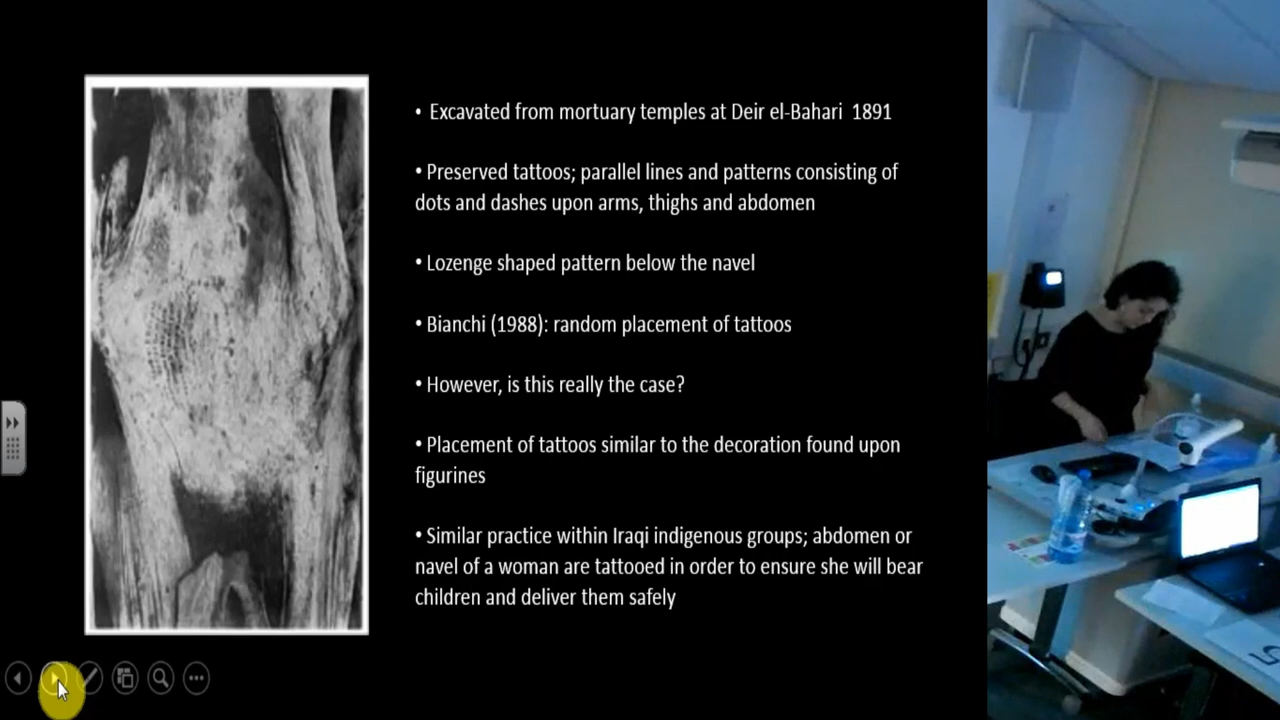 • Excavated from mortuary temples at Deir el-Bahari 1891
• Preserved tattoos; parallel lines and patterns consisting of
dots and dashes upon arms, thighs and abdomen
• Lozenge shaped pattern below the navel
• Bianchi (1988): random placement of tattoos
• However, is this really the case?
• Placement of tattoos similar to the decoration found upon
figurines
• Similar practice within Iraqi indigenous groups; abdomen or
navel of a woman are tattooed in order to ensure she will bear
children and deliver them safely